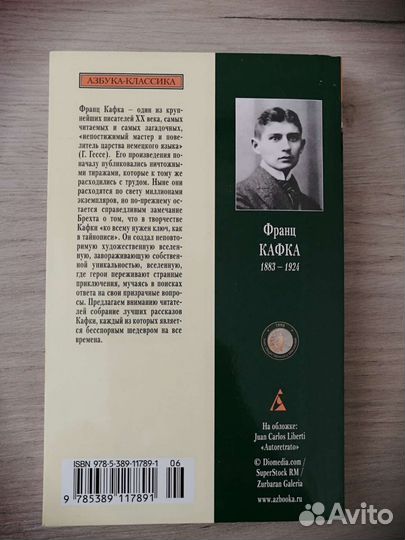 АЗБУКА-КЛАССИКА
Франц Кафка – один из круп-
нейших писателей XX века, самых
читаемых и самых загадочных,
«непостижимый мастер и пове-
литель царства немецкого языка»
(Г. Гессе). Его произведения по-
началу публиковались ничтожны-
ми тиражами, которые к тому же
расходились с трудом. Ныне они рас-
ходятся по свету миллионами
экземпляров, но по-прежнему ос-
тается справедливым замечание
Брехта о том, что в творчестве
Кафки «ко всему нужен ключ, как
в тайнописи». Он создал неповто-
римую художественную вселен-
ную, завораживающую собствен-
ной уникальностью, вселенную,
где герои переживают странные
приключения, мучаясь в поисках
ответа на свои призрачные вопро-
сы. Предлагаем вниманию читате-
лей собрание лучших рассказов
Кафки, каждый из которых является
бесспорным шедевром на все
времена.
ISBN 978-5-389-11789-1
06
9 785389 117891
Франц
КАФКА
1883 – 1924
На обложке:
Juan Carlos Liberti
«Autoretrato»
© Diomedia.com /
SuperStock RM /
Zurbaran Galeria
www.azbooka.ru
Avito